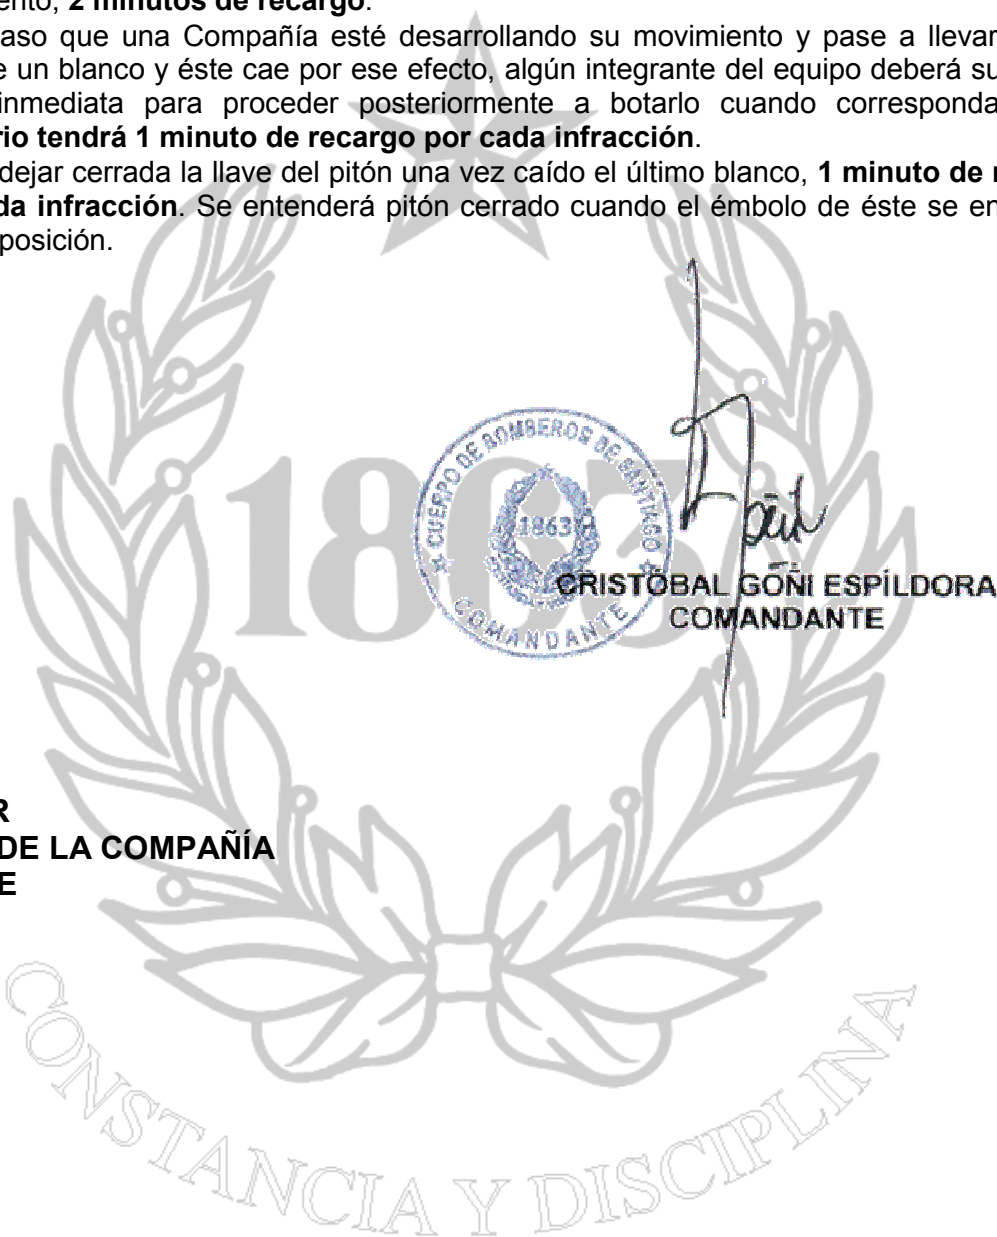 ento, 2 minutos de recargo.
aso que una Compañía esté desarrollando su movimiento y pase a llevar
e un blanco y éste cae por ese efecto, algún integrante del equipo deberá su
inmediata para proceder posteriormente a botarlo cuando corresponda
rio tendrá 1 minuto de recargo por cada infracción.
dejar cerrada la llave del pitón una vez caído el último blanco, 1 minuto de r
da infracción. Se entenderá pitón cerrado cuando el émbolo de éste se en
posición.
1863
CUERPO DE BOMBEROS DE SANTIAGO
1863
COMANDANTE
CRISTÓBAL GOÑI ESPÍLDORA
COMANDANTE
R
DE LA COMPAÑÍA
E
CONSTANCIA Y DISCIPLINA